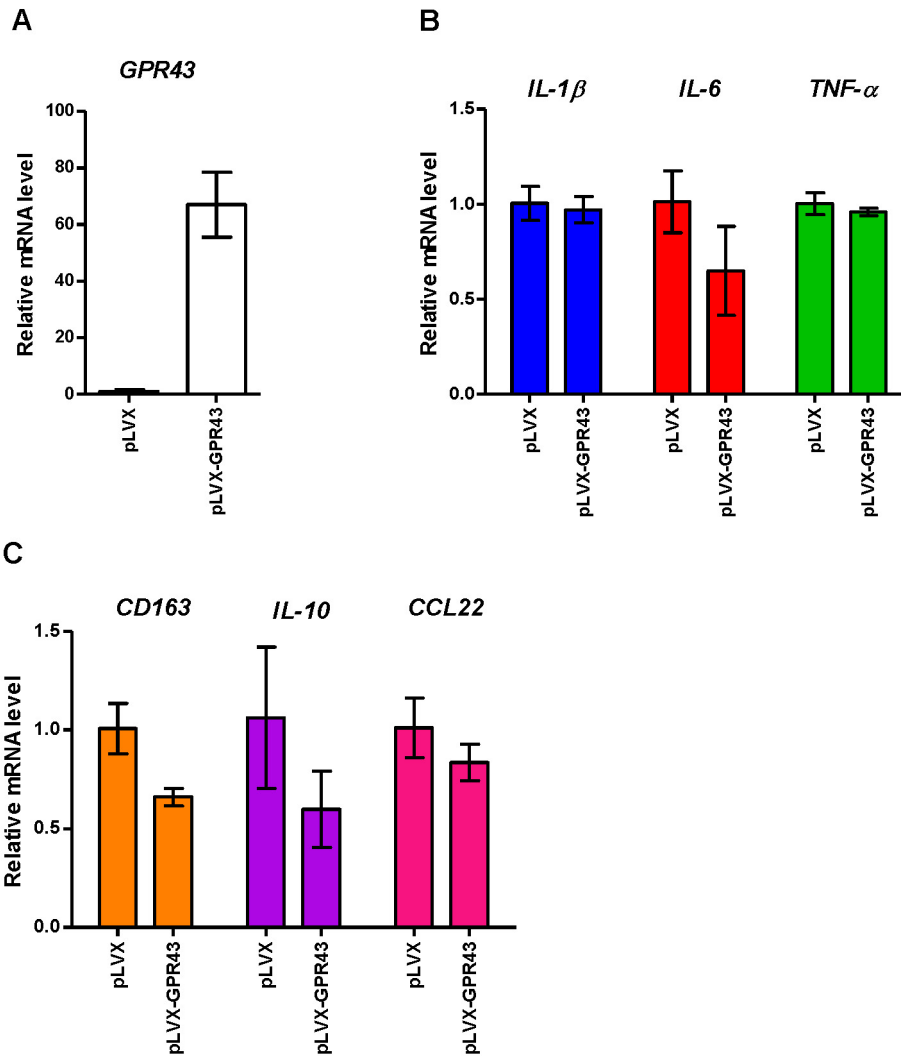 A
GPR43
Relative mRNA level
100
80
60
40
20
0
pLVX
pLVX-GPR43
B
IL-1β IL-6 TNF-α
Relative mRNA level
1.5
1.0
0.5
0.0
pLVX
pLVX-GPR43
pLVX
pLVX-GPR43
pLVX
pLVX-GPR43
C
CD163 IL-10 CCL22
Relative mRNA level
1.5
1.0
0.5
0.0
pLVX
pLVX-GPR43
pLVX
pLVX-GPR43
pLVX
pLVX-GPR43